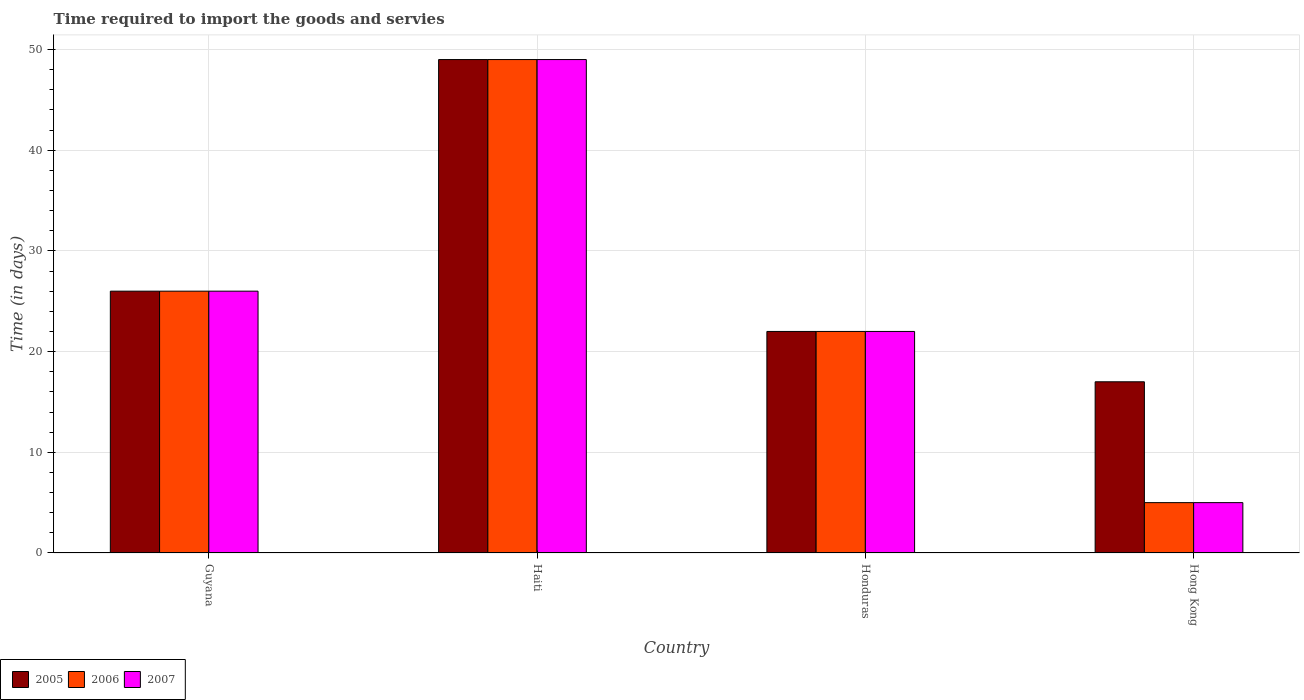 Time required to import the goods and servies
Time (in days)
50
40
30
20
10
0
Guyana
Haiti
Honduras
Hong Kong
Country
2005
2006
2007